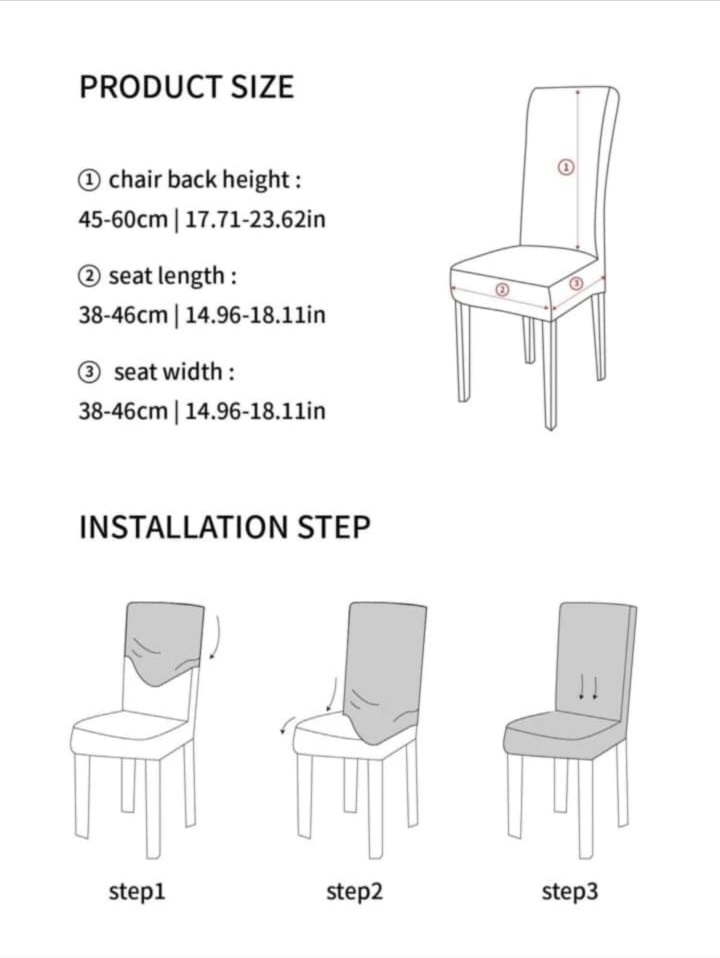 PRODUCT SIZE
① chair back height :
45-60cm | 17.71-23.62in
② seat length :
38-46cm | 14.96-18.11in
③ seat width :
38-46cm | 14.96-18.11in
①
②
③
INSTALLATION STEP
step1
step2
step3